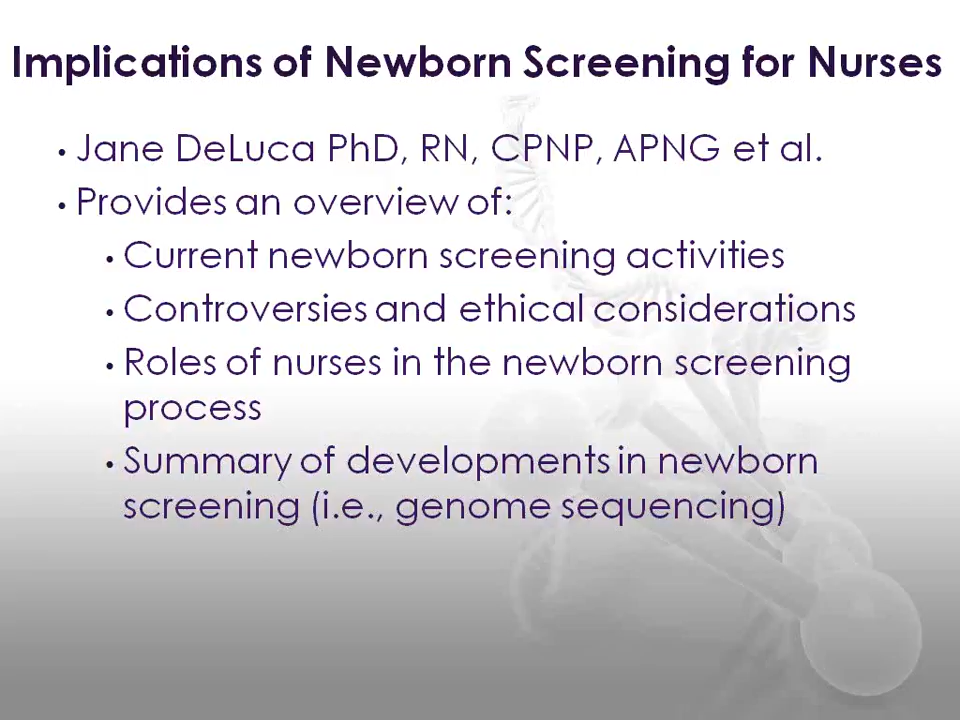 Implications of Newborn Screening for Nurses
• Jane DeLuca PhD, RN, CPNP, APNG et al.
• Provides an overview of:
• Current newborn screening activities
• Controversies and ethical considerations
• Roles of nurses in the newborn screening
process
• Summary of developments in newborn
screening (i.e., genome sequencing)